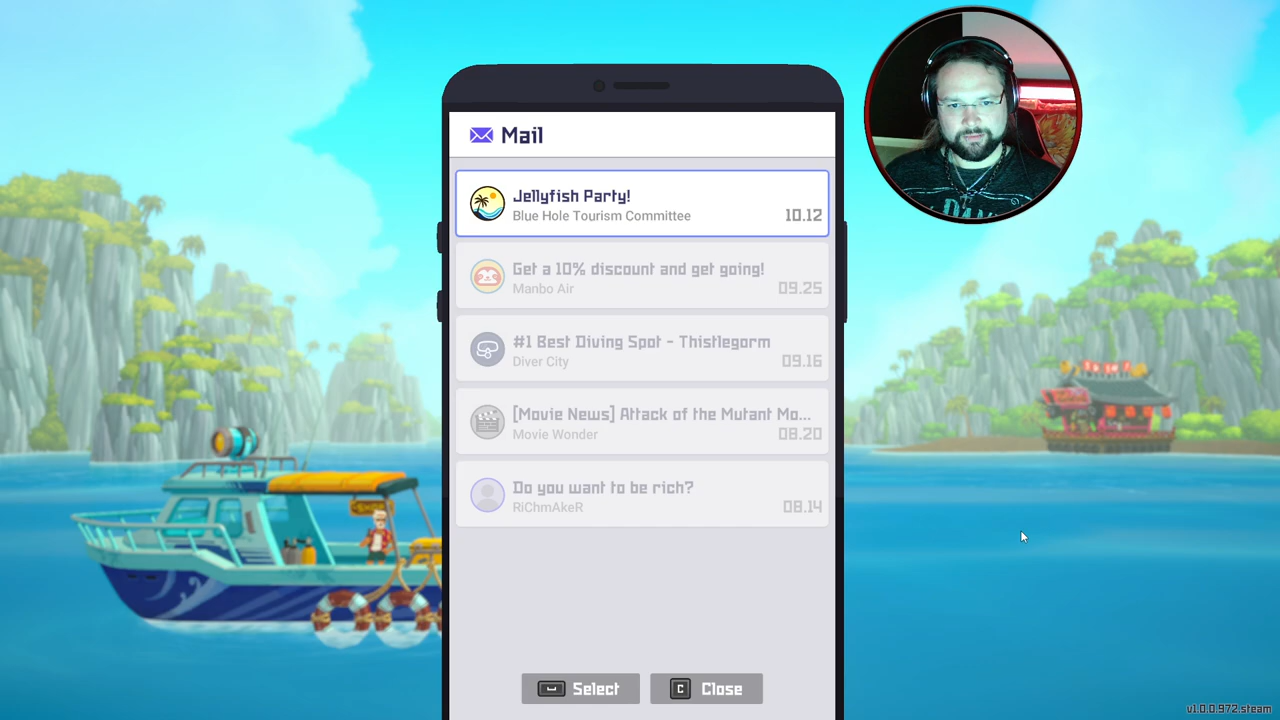 Mail
Jellyfish Party!
Blue Hole Tourism Committee
10.12
Get a 10% discount and get going!
Manbo Air
09.25
#1 Best Diving Spot - Thistlegorm
Diver City
09.16
[Movie News] Attack of the Mutant Mo...
Movie Wonder
08.20
Do you want to be rich?
RiChmAkeR
08.14
Select
C Close
v1.0.0.972.steam